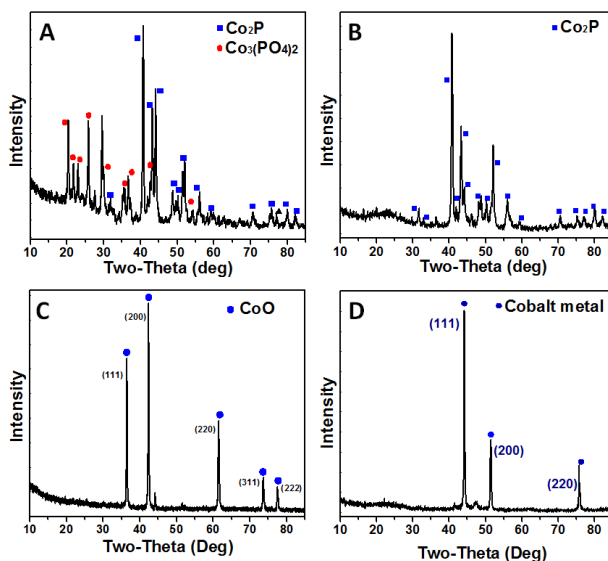 A
Co₂P
Co₃(PO4)2
Intensity
10 20 30 40 50 60 70 80
Two-Theta (deg)
B
Co₂P
Intensity
10 20 30 40 50 60 70 80
Two-Theta (deg)
C
CoO
(200)
(111)
(220)
(311)
(222)
Intensity
10 20 30 40 50 60 70 80
Two-Theta (Deg)
D
Cobalt metal
(111)
(200)
(220)
Intensity
10 20 30 40 50 60 70 80
Two-Theta (Deg)